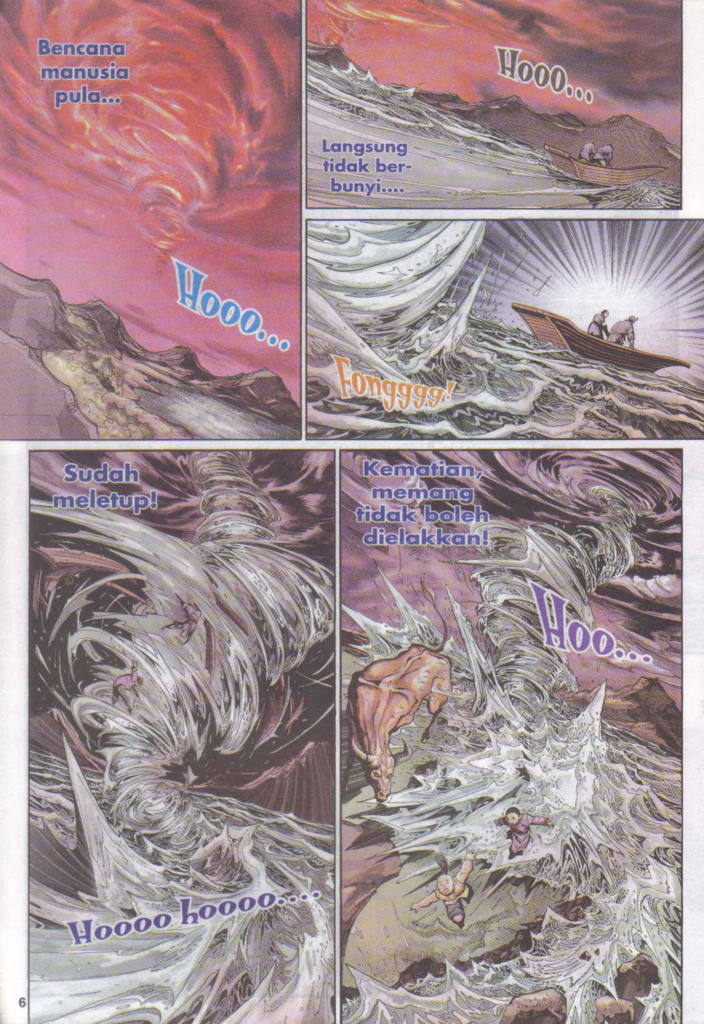 Bencana
manusia
pula...
Hooo...
Hooo...
Langsung
tidak ber-
bunyi....
Fongggg!
Sudah
meletup!
Hoooo hoooo....
Kematian,
memang
tidak boleh
dielakkan!
Hoo...
6